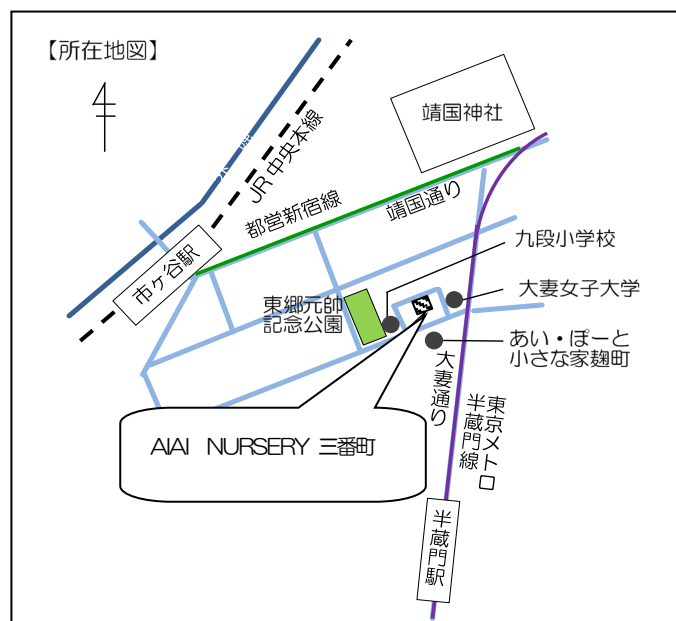 【所在地図】
靖国神社
JR中央本線
都営新宿線
靖国通り
市ヶ谷駅
九段小学校
大妻女子大学
東郷元帥
記念公園
あい・ぽーと
小さな家麹町
大妻通り
東京メトロ
半蔵門線
AIAI NURSERY 三番町
半蔵門駅